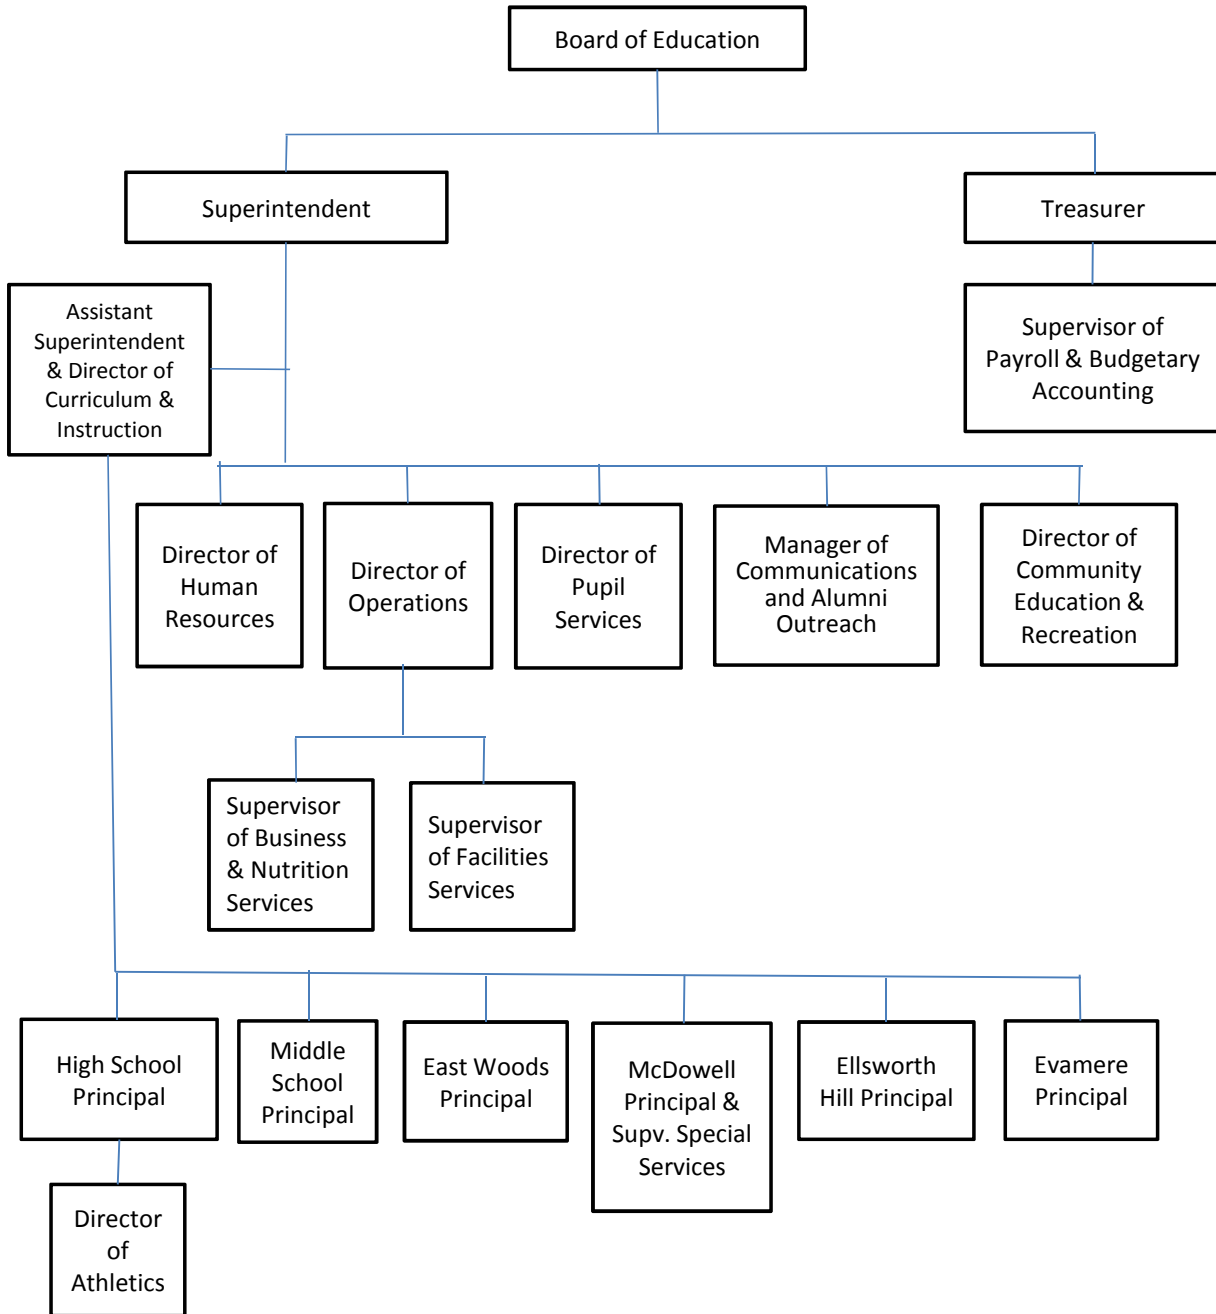 Board of Education
Superintendent
Treasurer
Assistant
Superintendent
& Director of
Curriculum &
Instruction
Supervisor of
Payroll & Budgetary
Accounting
Director of
Human
Resources
Director of
Operations
Director of
Pupil
Services
Manager of
Communications
and Alumni
Outreach
Director of
Community
Education &
Recreation
Supervisor
of Business
& Nutrition
Services
Supervisor
of Facilities
Services
High School
Principal
Middle
School
Principal
East Woods
Principal
McDowell
Principal &
Supv. Special
Services
Ellsworth
Hill Principal
Evamere
Principal
Director
of
Athletics